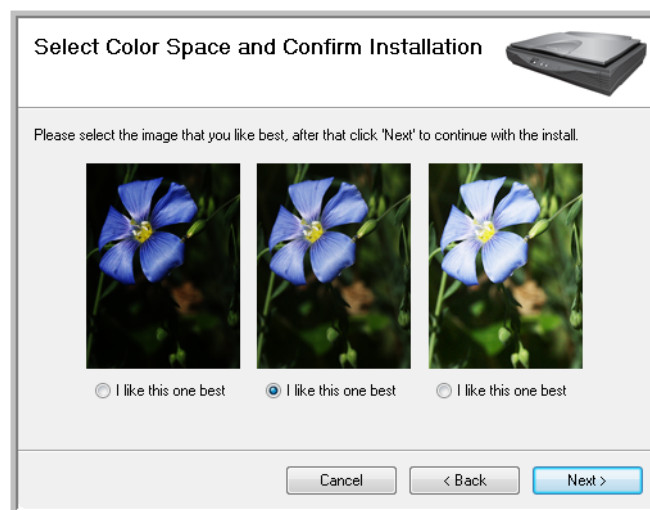 Select Color Space and Confirm Installation
Please select the image that you like best, after that click 'Next' to continue with the install.
I like this one best
I like this one best
I like this one best
Cancel
< Back
Next >